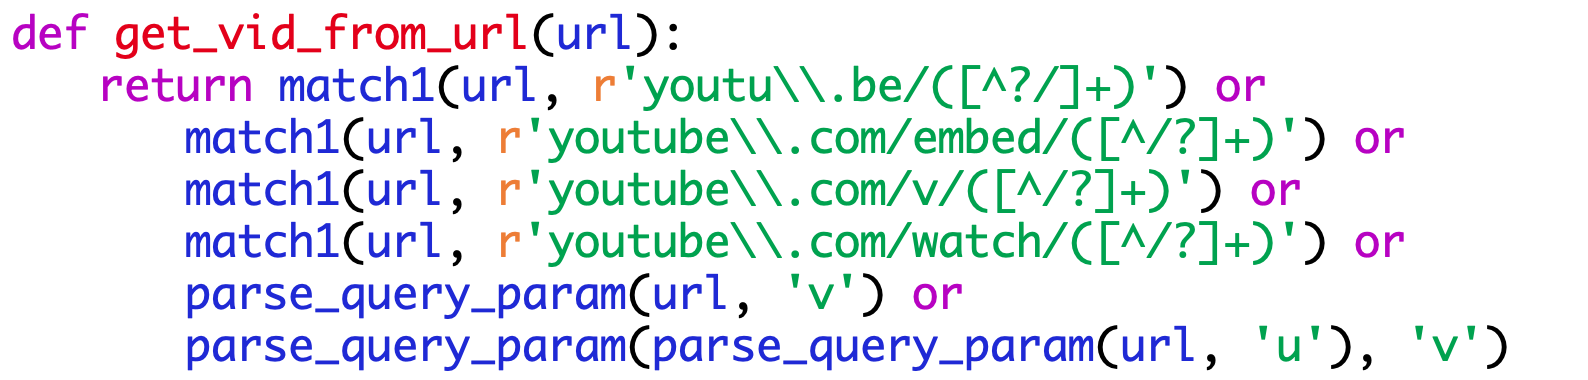 def get_vid_from_url(url):
    return match1(url, r'youtu\\.be/([^?/]+)') or
        match1(url, r'youtube\\.com/embed/([^/?]+)') or
        match1(url, r'youtube\\.com/v/([^/?]+)') or
        match1(url, r'youtube\\.com/watch/([^/?]+)') or
        parse_query_param(url, 'v') or
        parse_query_param(parse_query_param(url, 'u'), 'v')